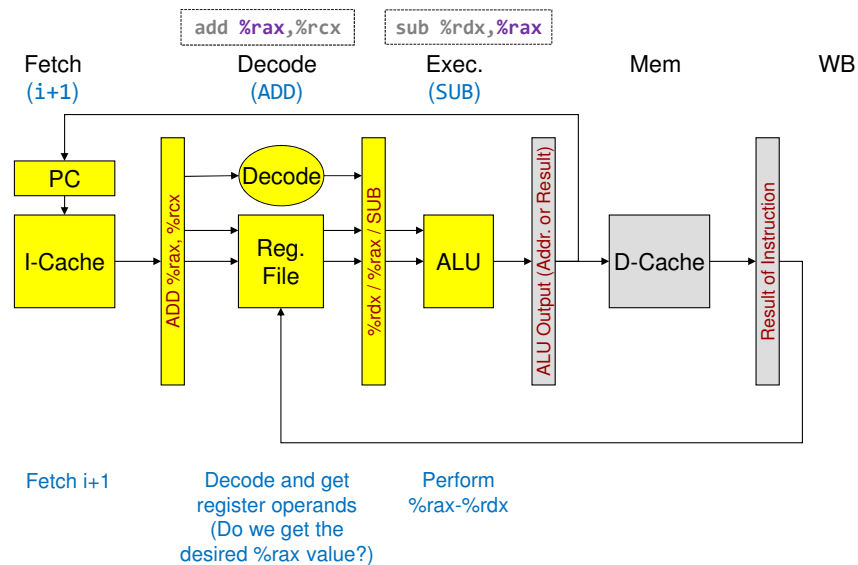 add %rax,%rcx
sub %rdx,%rax
Fetch
(i+1)
Decode
(ADD)
Exec.
(SUB)
Mem
WB
PC
I-Cache
ADD %rax, %rcx
Decode
Reg.
File
%rdx / %rax / SUB
ALU
ALU Output (Addr. or Result)
D-Cache
Result of Instruction
Fetch i+1
Decode and get
register operands
(Do we get the
desired %rax value?)
Perform
%rax-%rdx